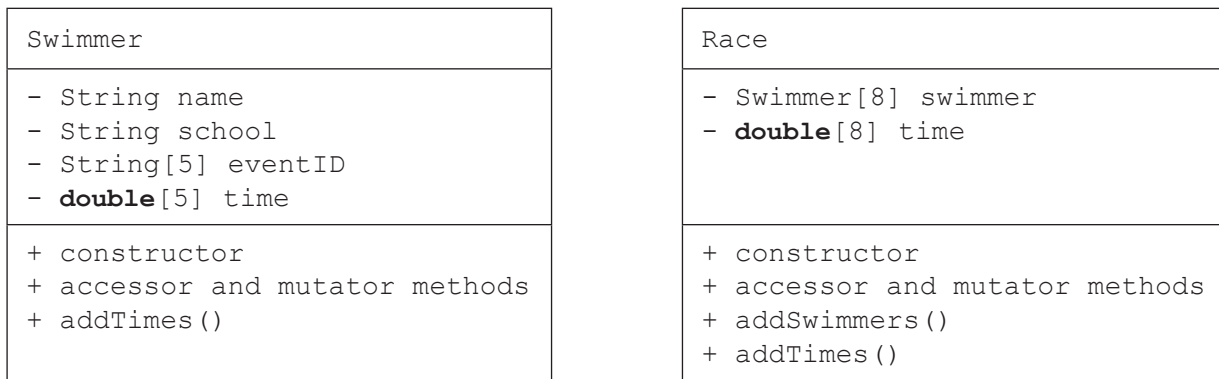 Swimmer
- String name
- String school
- String[5] eventID
- double[5] time
+ constructor
+ accessor and mutator methods
+ addTimes()
Race
- Swimmer[8] swimmer
- double[8] time
+ constructor
+ accessor and mutator methods
+ addSwimmers()
+ addTimes()